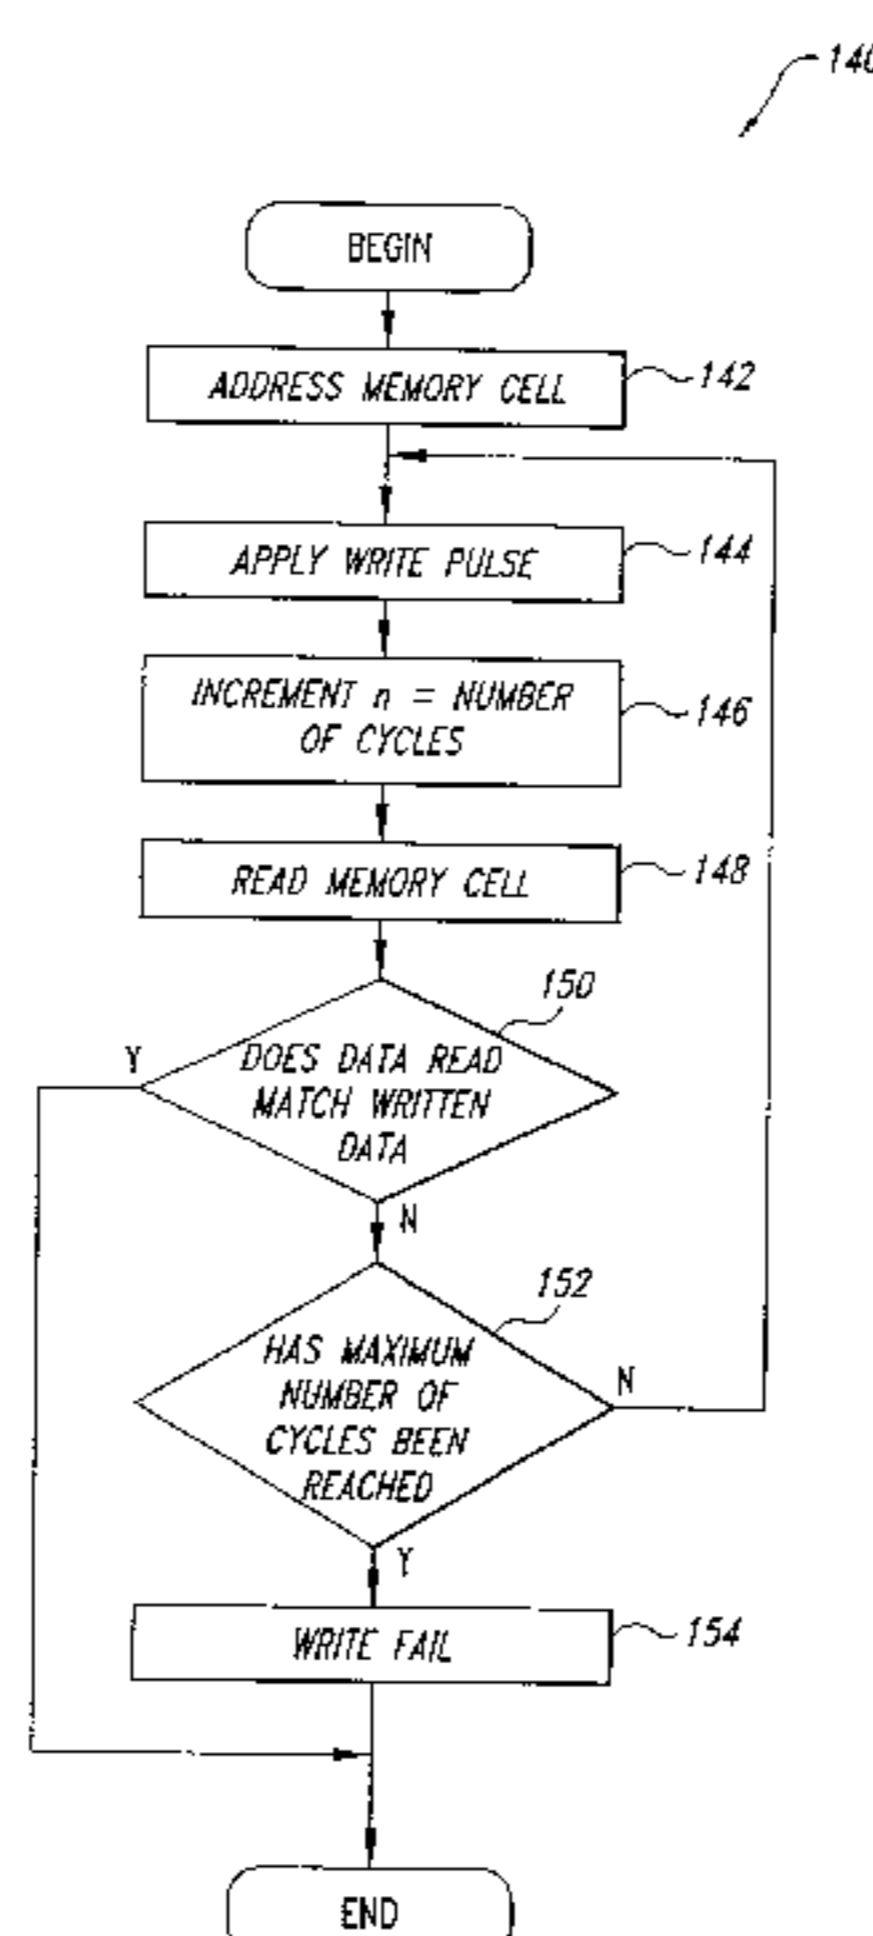 140
BEGIN
ADDRESS MEMORY CELL
142
APPLY WRITE PULSE
144
INCREMENT n = NUMBER
OF CYCLES
146
READ MEMORY CELL
148
150
Y
DOES DATA READ
MATCH WRITTEN
DATA
N
152
HAS MAXIMUM
NUMBER OF
CYCLES BEEN
REACHED
N
Y
WRITE FAIL
154
END